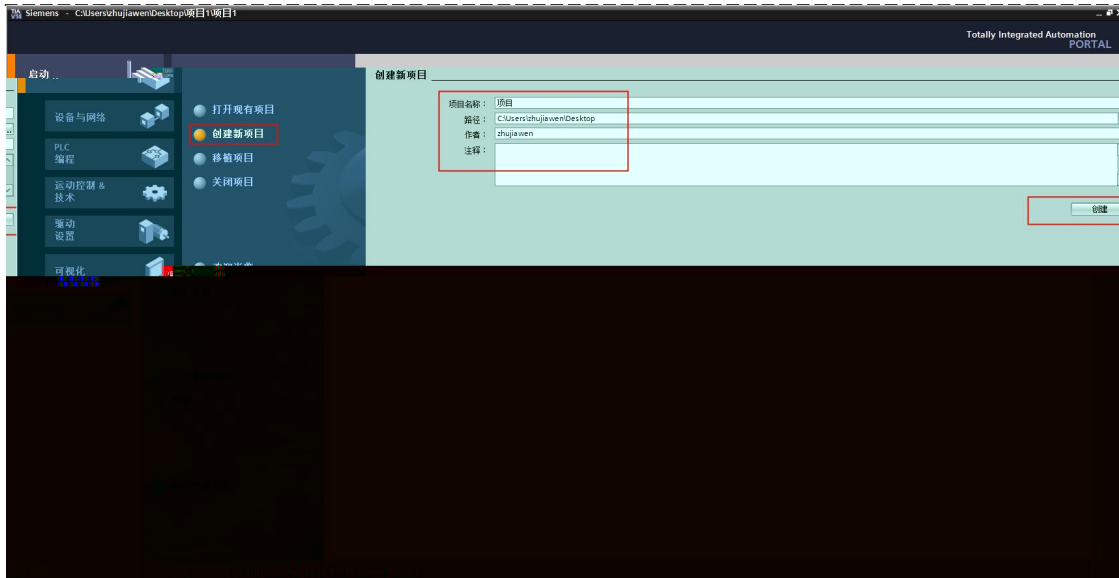 Siemens - C:\Users\zhujiawen\Desktop\项目1\项目1
Totally Integrated Automation
PORTAL
启动
设备与网络
PLC
编程
运动控制 &
技术
驱动
设置
可视化
打开现有项目
创建新项目
移植项目
关闭项目
创建新项目
项目名称： 项目
路径： C:\Users\zhujiawen\Desktop
作者： zhujiawen
注释：
创建